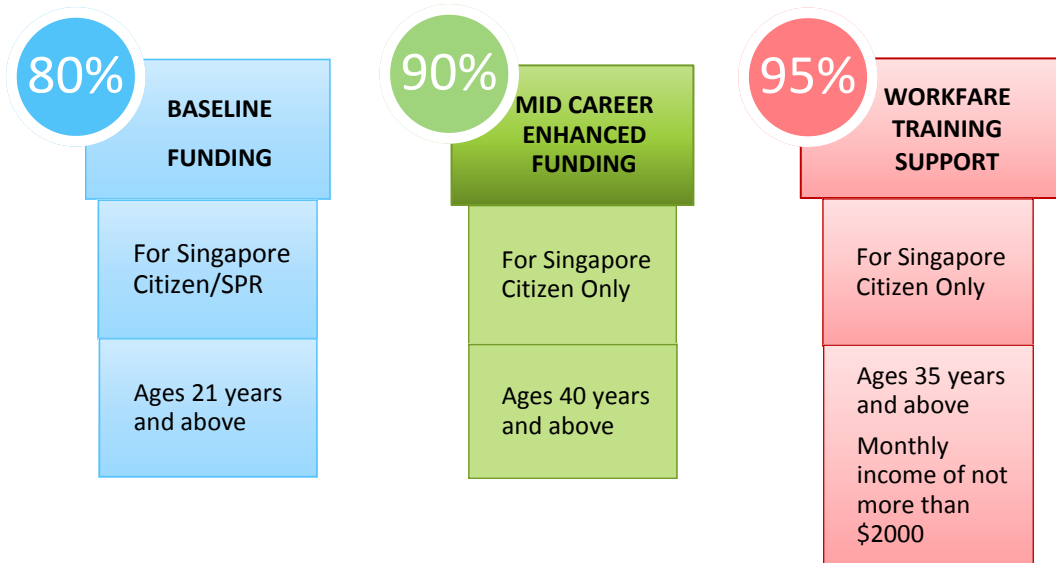 80%
BASELINE
FUNDING
For Singapore
Citizen/SPR
Ages 21 years
and above
90%
MID CAREER
ENHANCED
FUNDING
For Singapore
Citizen Only
Ages 40 years
and above
95%
WORKFARE
TRAINING
SUPPORT
For Singapore
Citizen Only
Ages 35 years
and above
Monthly
income of not
more than
$2000